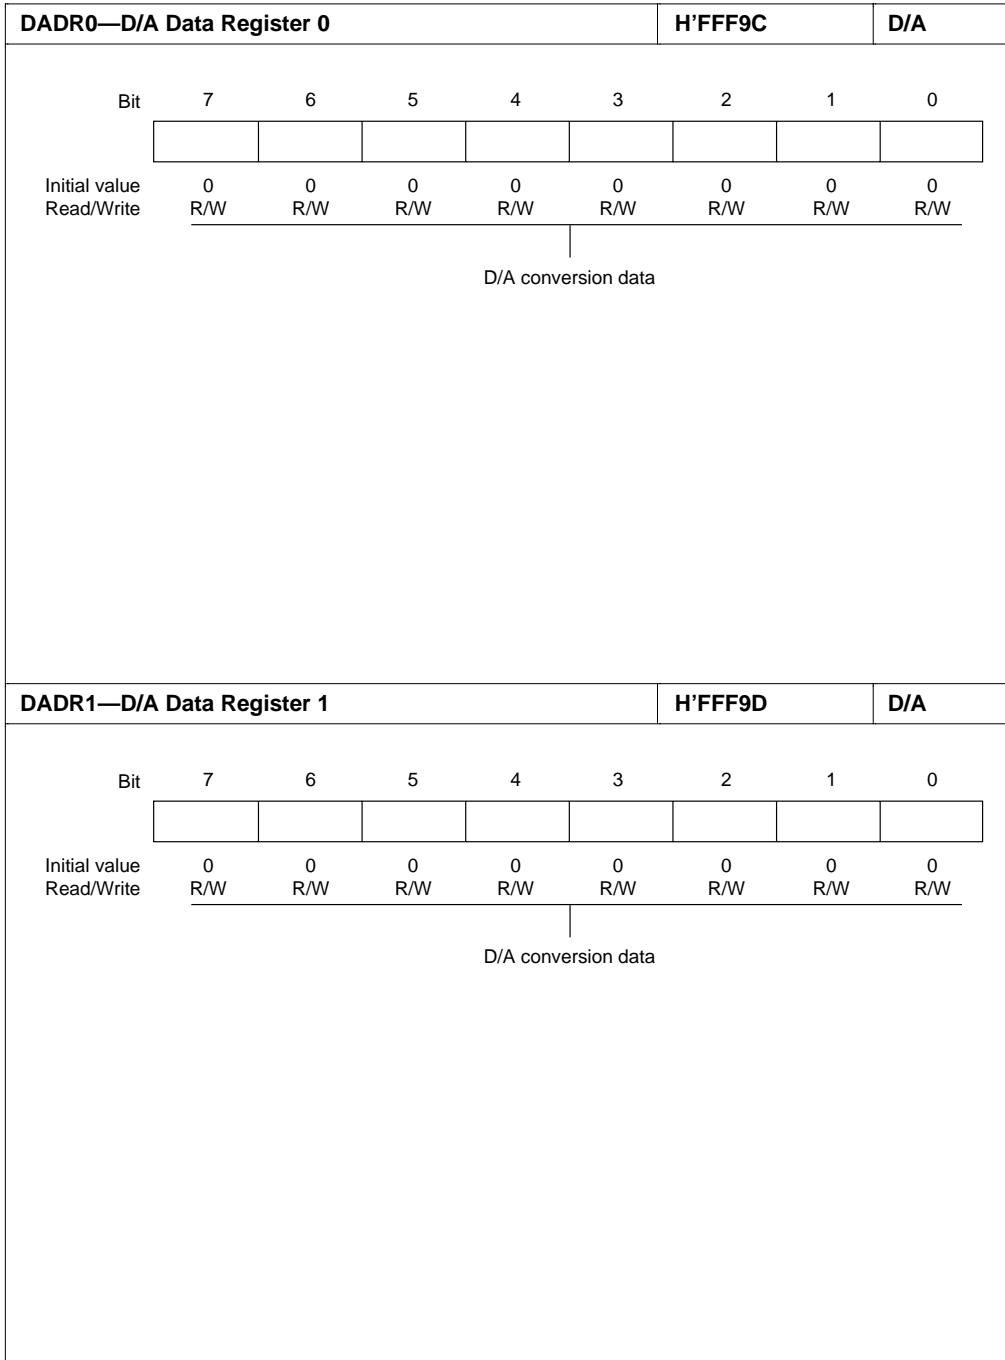 DADR0—D/A Data Register 0 H'FFF9C D/A
Bit 7 6 5 4 3 2 1 0
Initial value 0 0 0 0 0 0 0 0
Read/Write R/W R/W R/W R/W R/W R/W R/W R/W
D/A conversion data
DADR1—D/A Data Register 1 H'FFF9D D/A
Bit 7 6 5 4 3 2 1 0
Initial value 0 0 0 0 0 0 0 0
Read/Write R/W R/W R/W R/W R/W R/W R/W R/W
D/A conversion data